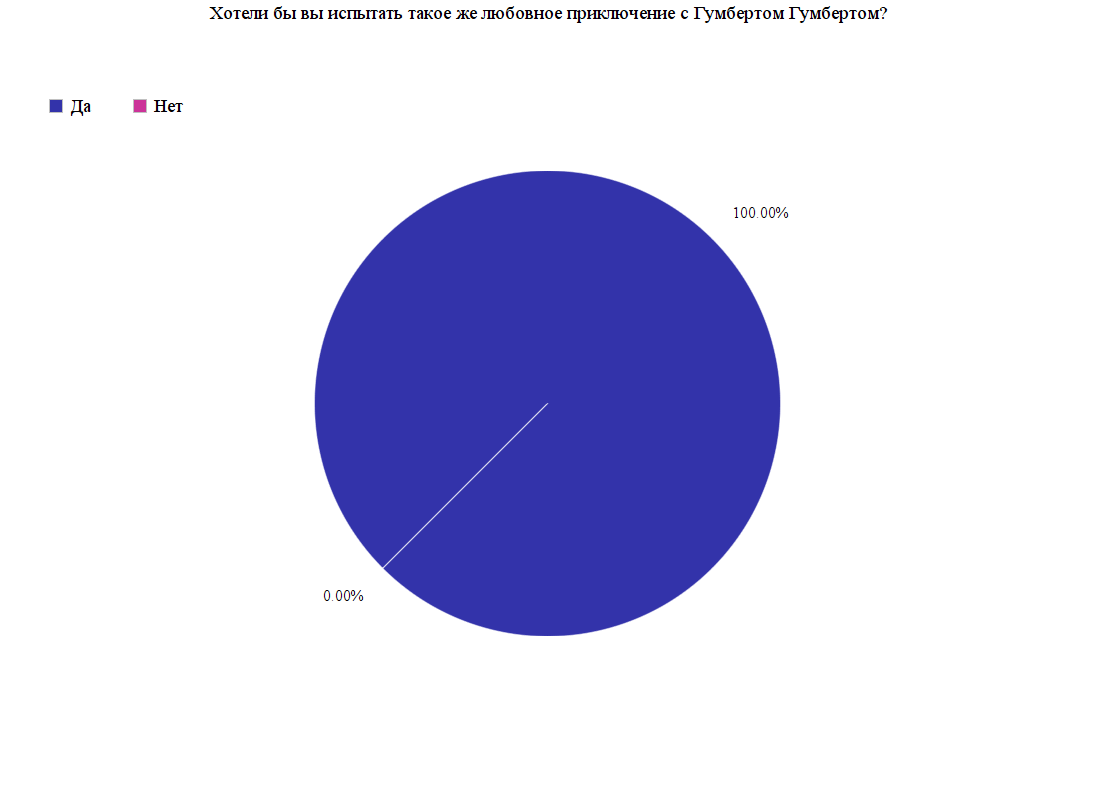 Хотели бы вы испытать такое же любовное приключение с Гумбертом Гумбертом?
Да Нет
100.00%
0.00%